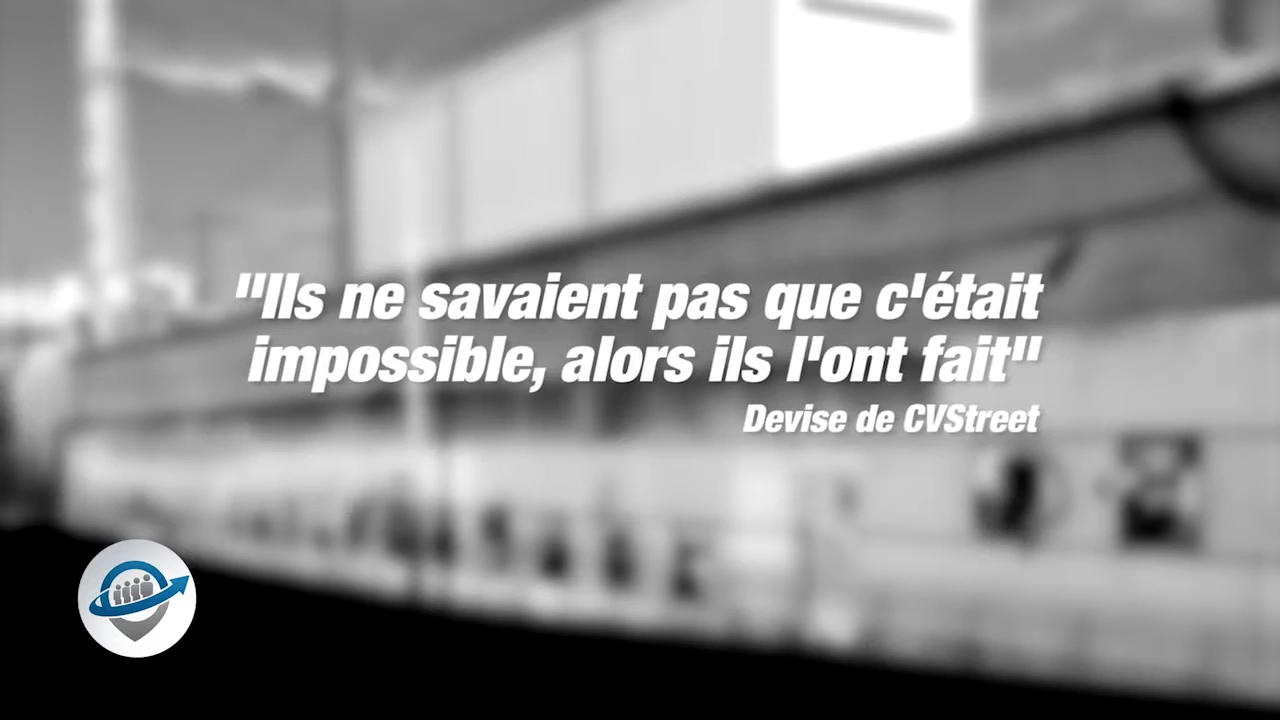 "Ils ne savaient pas que c'était
impossible, alors ils l'ont fait"
Devise de CVStreet